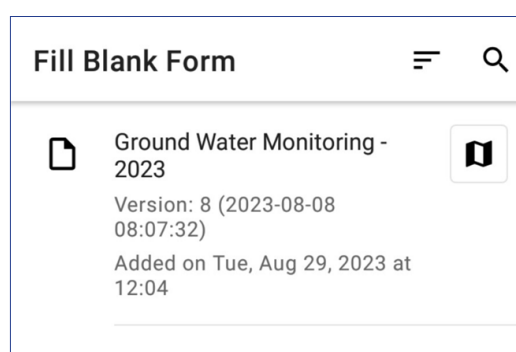 Fill Blank Form
Ground Water Monitoring -
2023
Version: 8 (2023-08-08
08:07:32)
Added on Tue, Aug 29, 2023 at
12:04